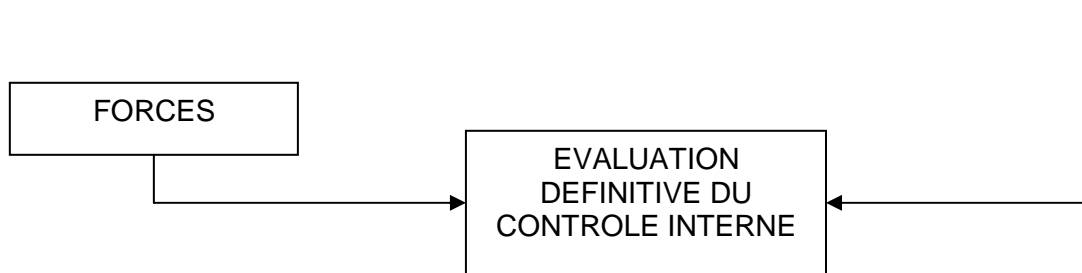 FORCES
EVALUATION
DEFINITIVE DU
CONTROLE INTERNE